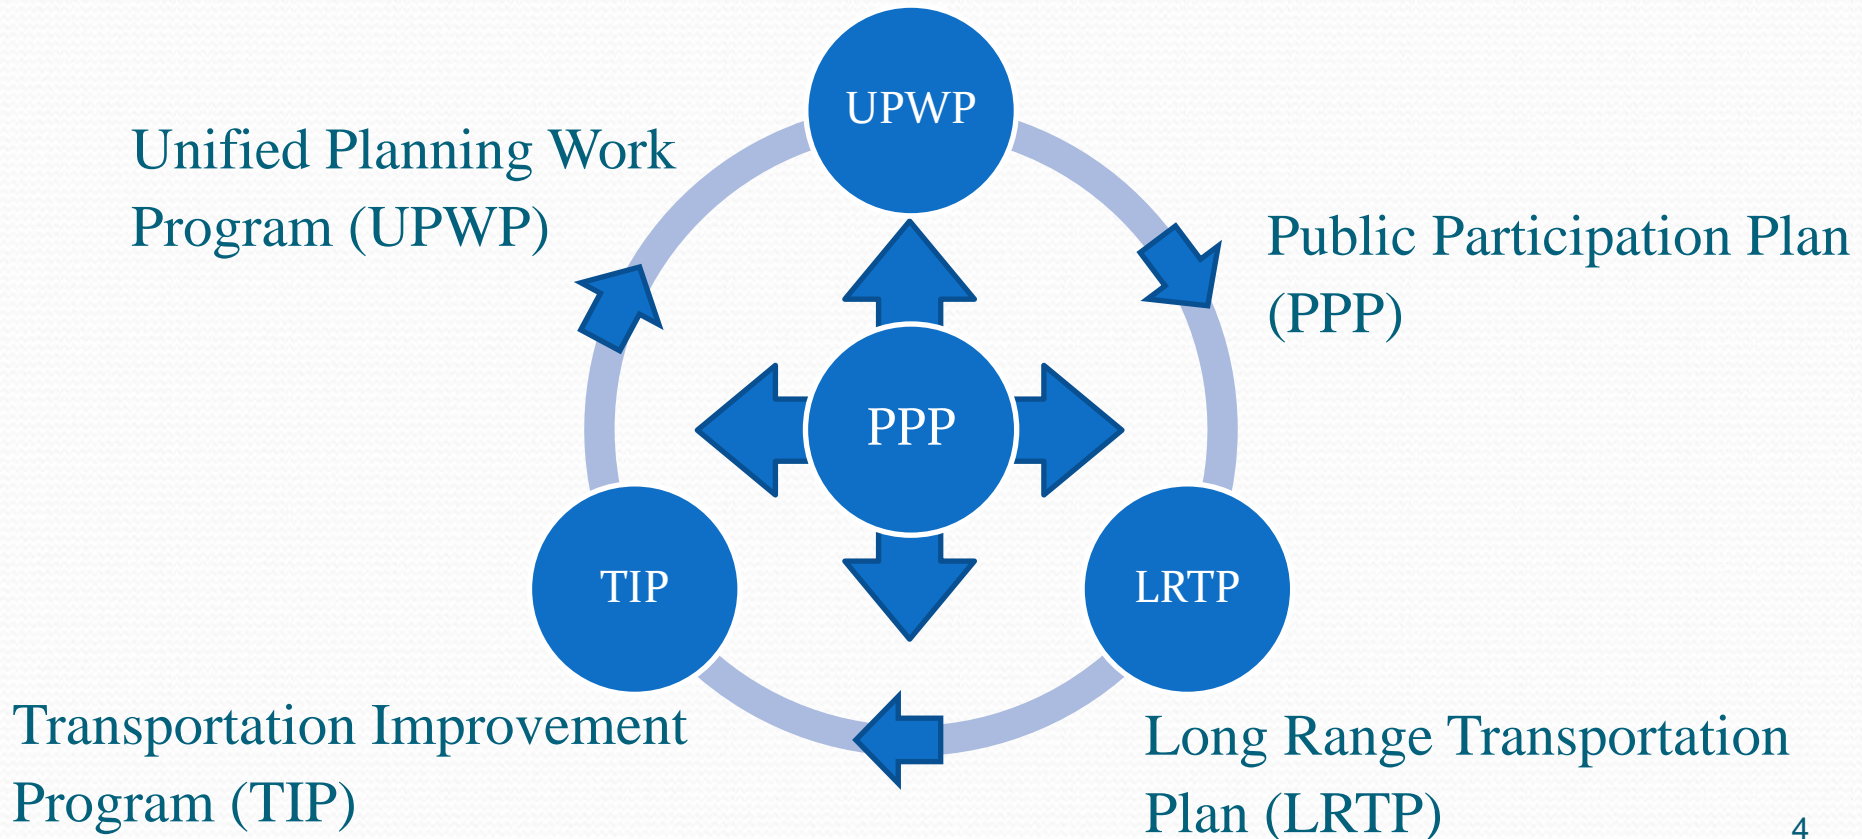 UPWP
Unified Planning Work
Program (UPWP)
Public Participation Plan
(PPP)
PPP
TIP
LRTP
Transportation Improvement
Program (TIP)
Long Range Transportation
Plan (LRTP)
4